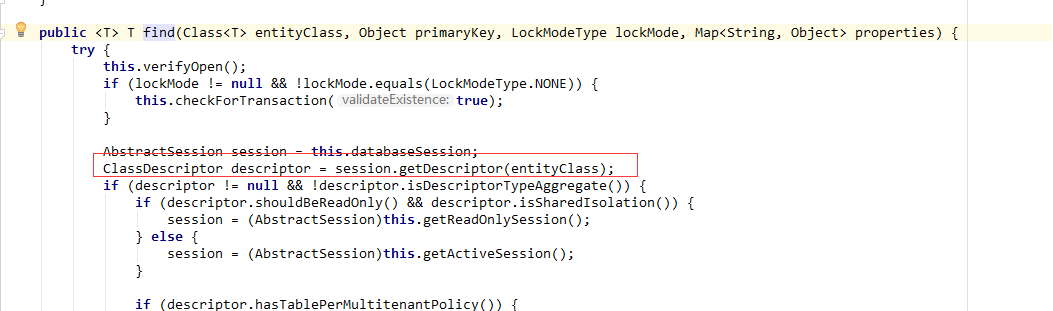 }
public <T> T find(Class<T> entityClass, Object primaryKey, LockModeType lockMode, Map<String, Object> properties) {
try {
this.verifyOpen();
if (lockMode != null && !lockMode.equals(LockModeType.NONE)) {
this.checkForTransaction( validateExistence: true);
}
AbstractSession session = this.databaseSession;
ClassDescriptor descriptor = session.getDescriptor(entityClass);
if (descriptor != null && !descriptor.isDescriptorTypeAggregate()) {
if (descriptor.shouldBeReadOnly() && descriptor.isSharedIsolation()) {
session = (AbstractSession)this.getReadOnlySession();
} else {
session = (AbstractSession)this.getActiveSession();
}
if (descriptor.hasTablePerMultitenantPolicy()) {